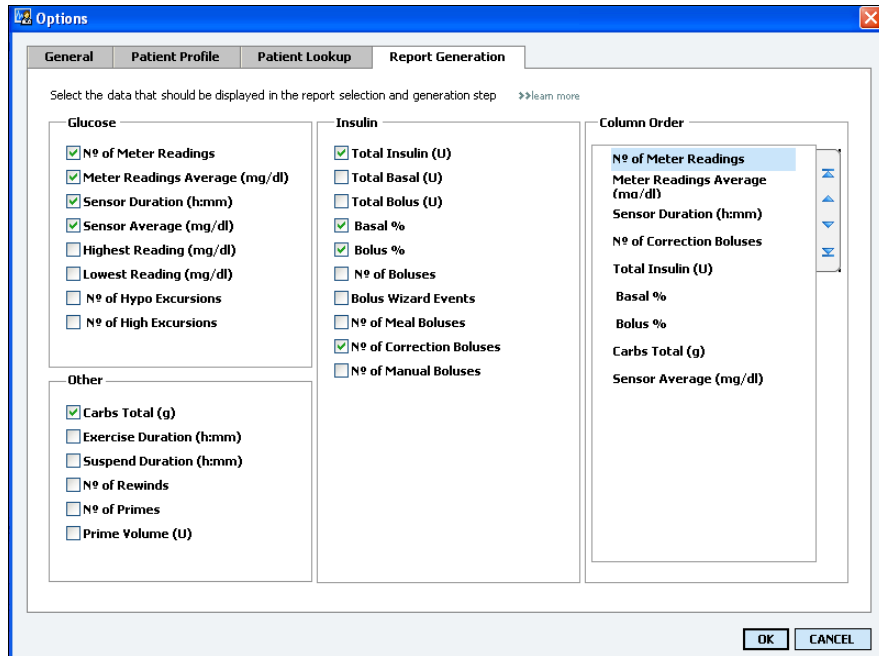 Options
General Patient Profile Patient Lookup Report Generation
Select the data that should be displayed in the report selection and generation step >>learn more
Glucose
Nº of Meter Readings
Meter Readings Average (mg/dl)
Sensor Duration (h:mm)
Sensor Average (mg/dl)
Highest Reading (mg/dl)
Lowest Reading (mg/dl)
Nº of Hypo Excursions
Nº of High Excursions
Other
Carbs Total (g)
Exercise Duration (h:mm)
Suspend Duration (h:mm)
Nº of Rewinds
Nº of Primes
Prime Volume (U)
Insulin
Total Insulin (U)
Total Basal (U)
Total Bolus (U)
Basal %
Bolus %
Nº of Boluses
Bolus Wizard Events
Nº of Meal Boluses
Nº of Correction Boluses
Nº of Manual Boluses
Column Order
Nº of Meter Readings
Meter Readings Average
(mg/dl)
Sensor Duration (h:mm)
Nº of Correction Boluses
Total Insulin (U)
Basal %
Bolus %
Carbs Total (g)
Sensor Average (mg/dl)
OK CANCEL